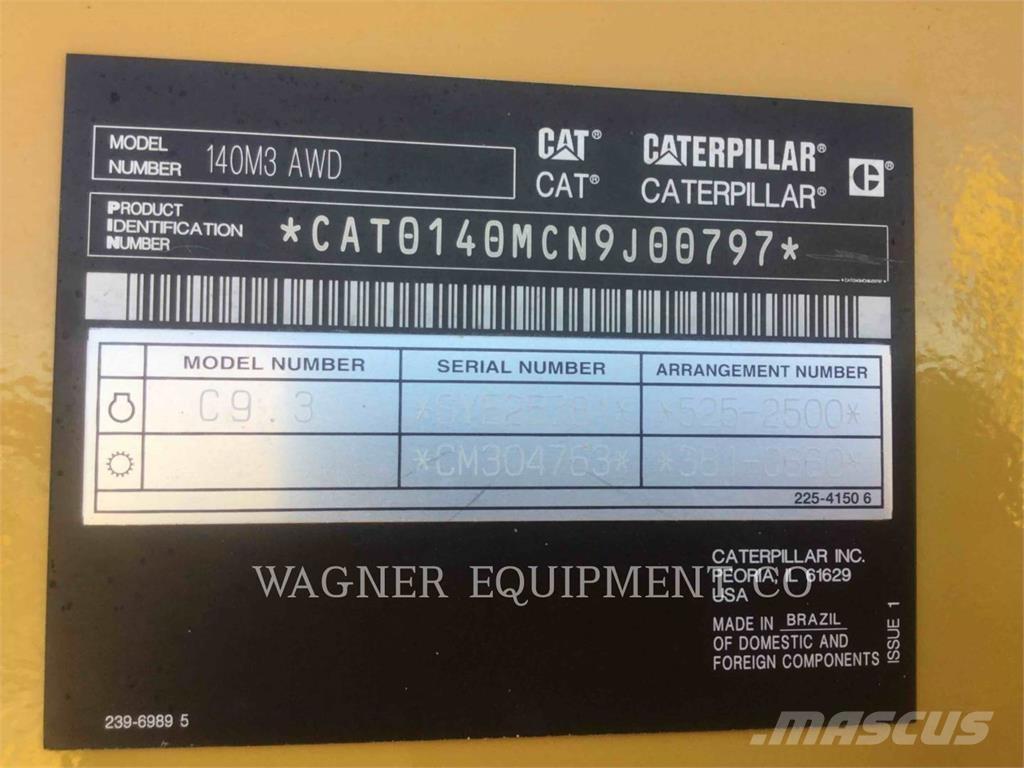 MODEL NUMBER 140M3 AWD
CAT® CATERPILLAR®
CAT® CATERPILLAR®
PRODUCT IDENTIFICATION NUMBER *CAT0140MCN9J00797*
MODEL NUMBER SERIAL NUMBER ARRANGEMENT NUMBER
C9.3 *525-2500*
*CM304753*
225-4150 6
WAGNER EQUIPMENT CO
CATERPILLAR INC.
PEORIA, IL 61629
USA
MADE IN BRAZIL
OF DOMESTIC AND
FOREIGN COMPONENTS
ISSUE 1
239-6989 5
MASCUS